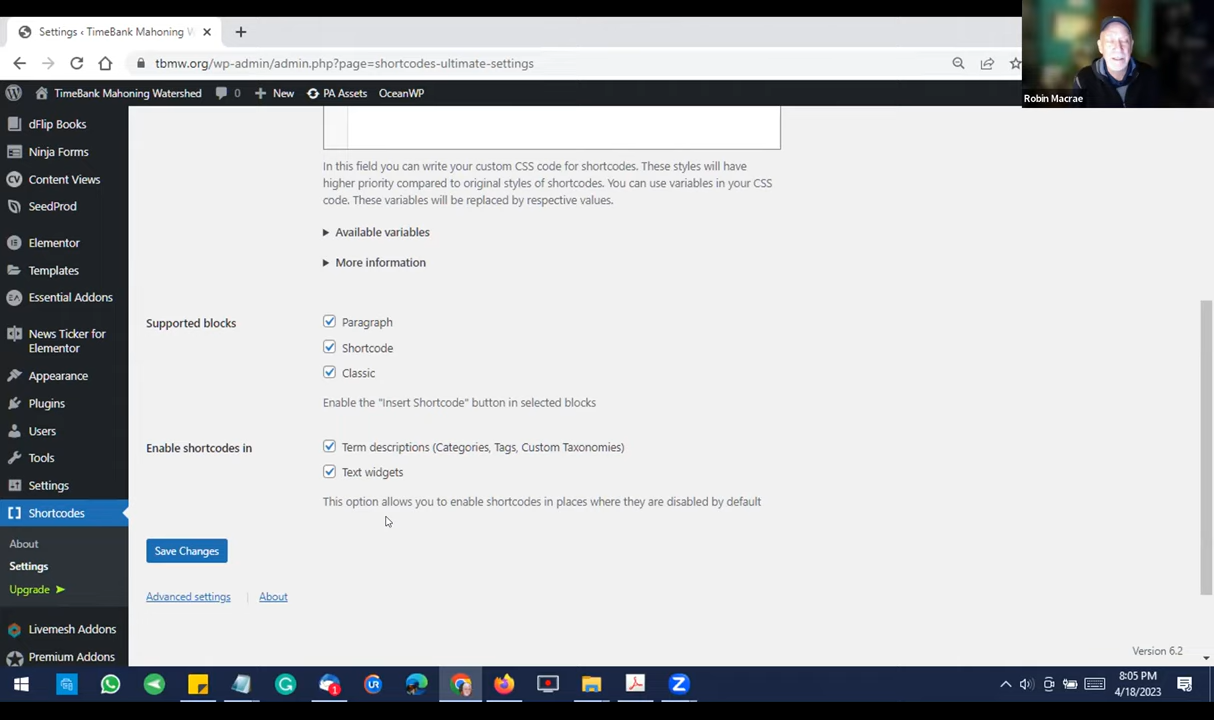 Settings ‹ TimeBank Mahoning W
tbmw.org/wp-admin/admin.php?page=shortcodes-ultimate-settings
Robin Macrae
TimeBank Mahoning Watershed
0
New
PA Assets
OceanWP
dFlip Books
Ninja Forms
Content Views
SeedProd
Elementor
Templates
Essential Addons
News Ticker for
Elementor
Appearance
Plugins
Users
Tools
Settings
Shortcodes
About
Settings
Upgrade ➤
Livemesh Addons
Premium Addons
In this field you can write your custom CSS code for shortcodes. These styles will have
higher priority compared to original styles of shortcodes. You can use variables in your CSS
code. These variables will be replaced by respective values.
Available variables
More information
Supported blocks
Paragraph
Shortcode
Classic
Enable the "Insert Shortcode" button in selected blocks
Enable shortcodes in
Term descriptions (Categories, Tags, Custom Taxonomies)
Text widgets
This option allows you to enable shortcodes in places where they are disabled by default
Save Changes
Advanced settings
About
Version 6.2
8:05 PM
4/18/2023